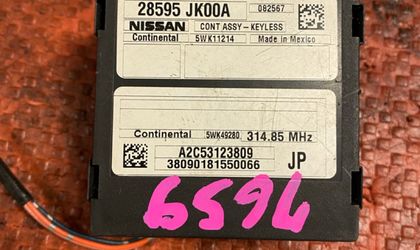 28595 JK00A 082567
NISSAN CONT ASSY-KEYLESS
Continental 5WK11214 Made in Mexico
Continental 5WK49280 314.85 MHz
A2C53123809
38090181550066 JP
6594